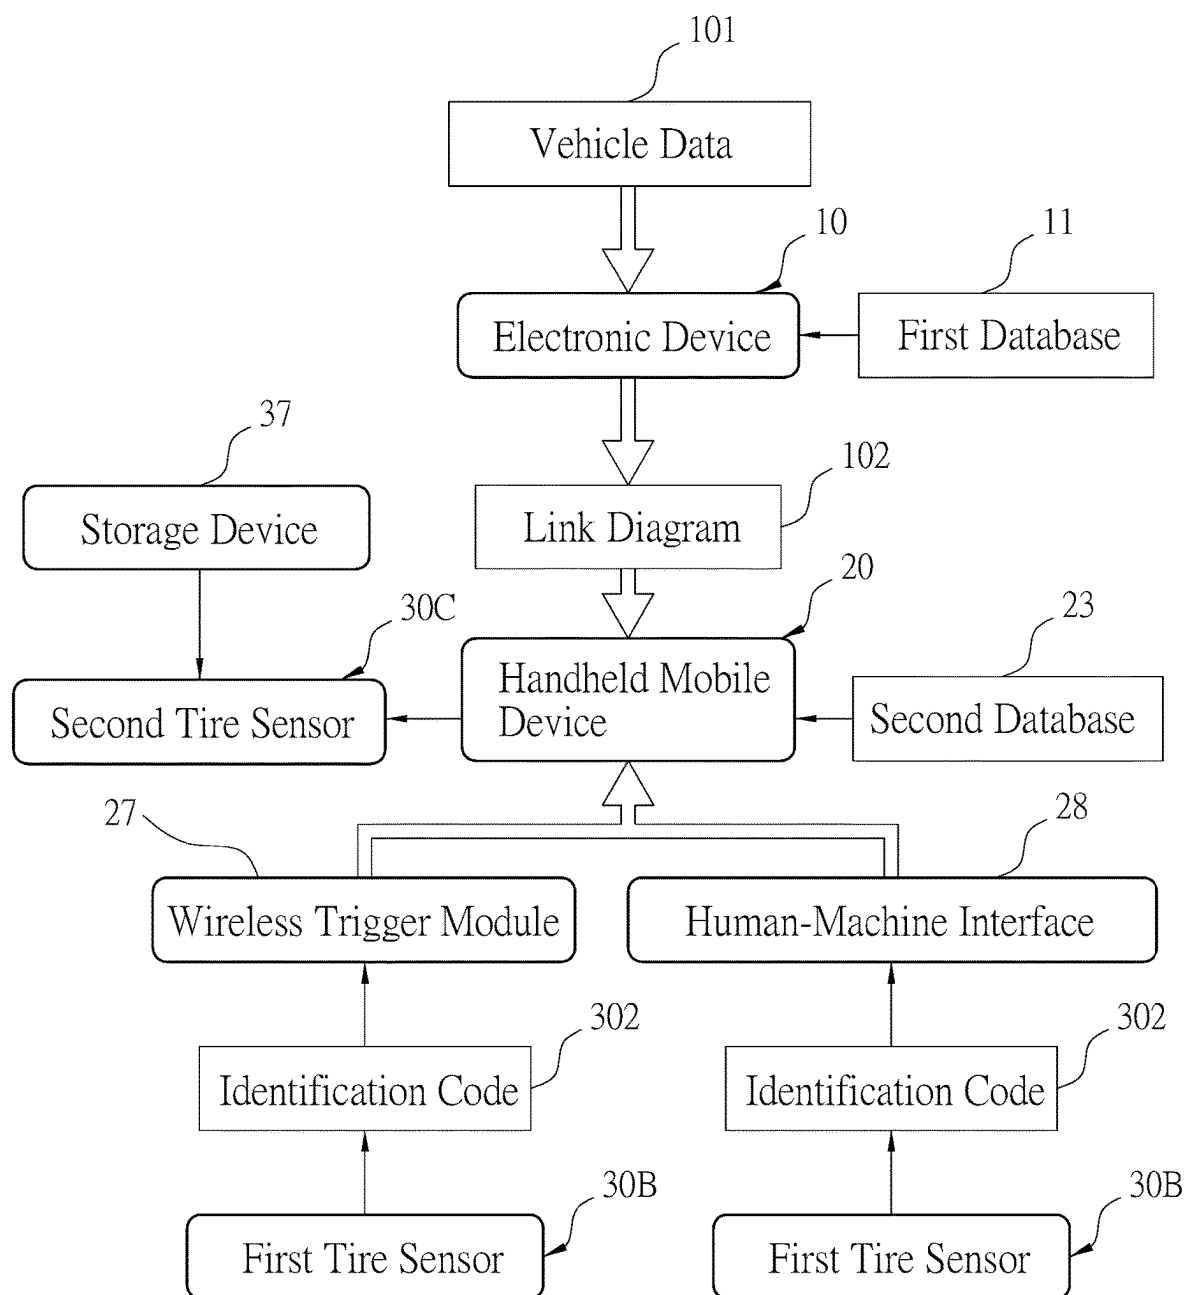 101
Vehicle Data
10
11
Electronic Device
First Database
37
102
Storage Device
Link Diagram
20
30C
23
Handheld Mobile
Device
Second Tire Sensor
Second Database
27
28
Wireless Trigger Module
Human-Machine Interface
302
302
Identification Code
Identification Code
30B
30B
First Tire Sensor
First Tire Sensor